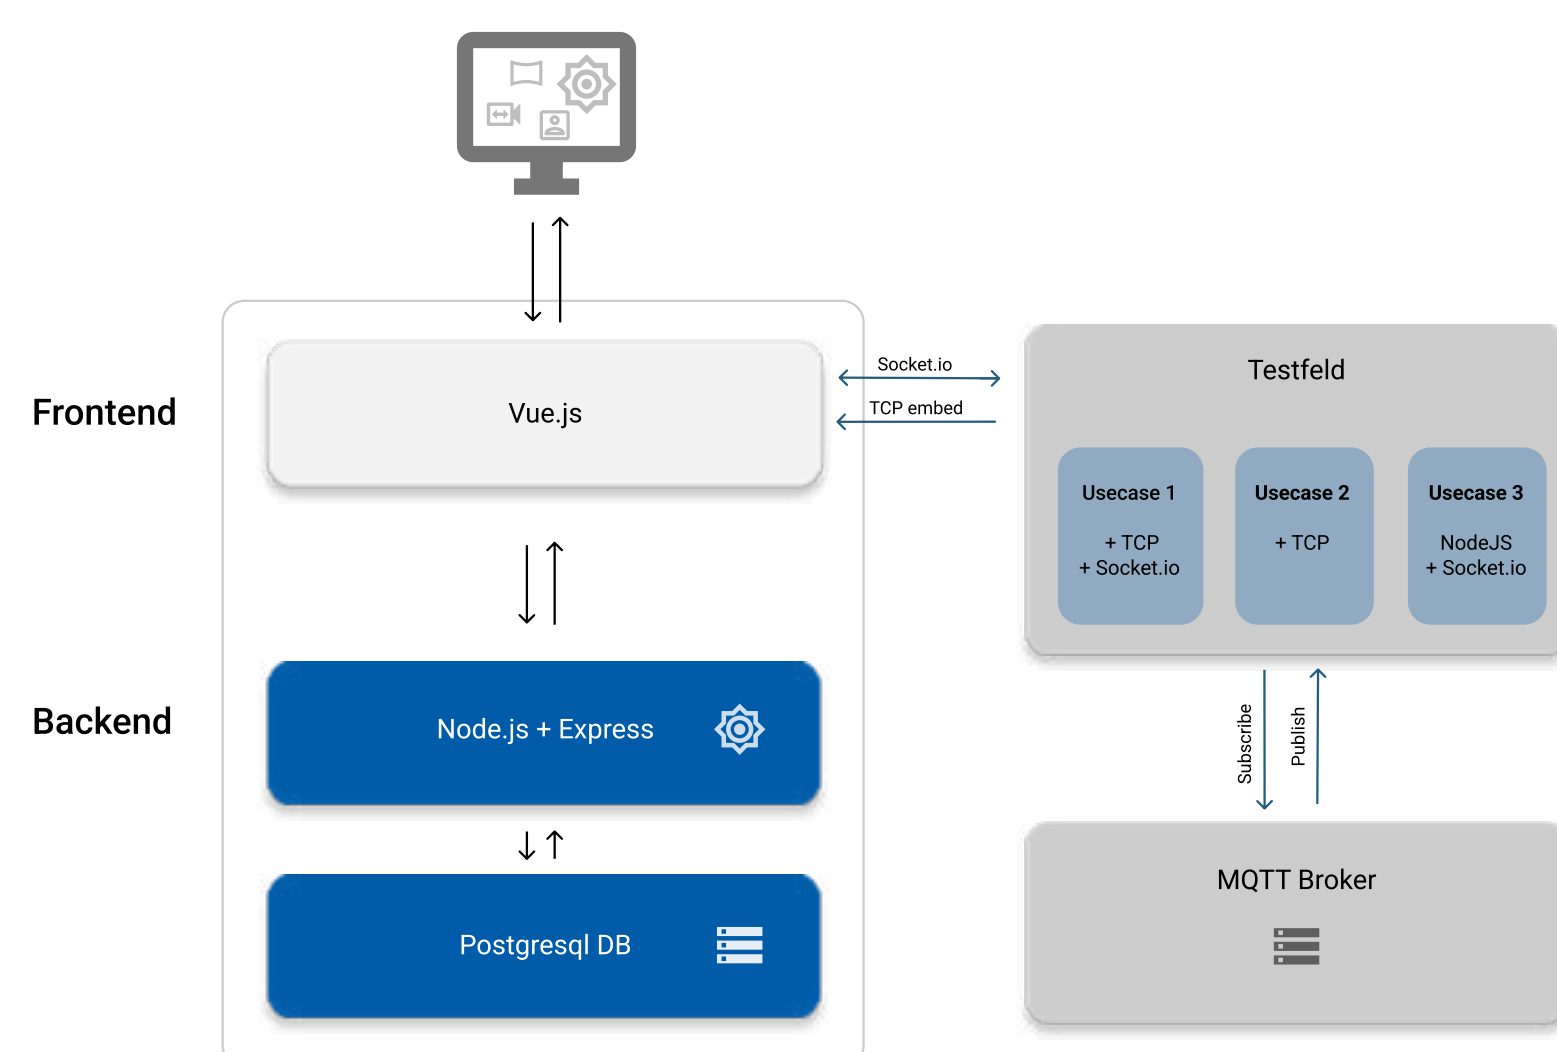 Frontend
Vue.js
Socket.io
TCP embed
Testfeld
Usecase 1
+ TCP
+ Socket.io
Usecase 2
+ TCP
Usecase 3
NodeJS
+ Socket.io
Backend
Node.js + Express
Subscribe
Publish
Postgresql DB
MQTT Broker